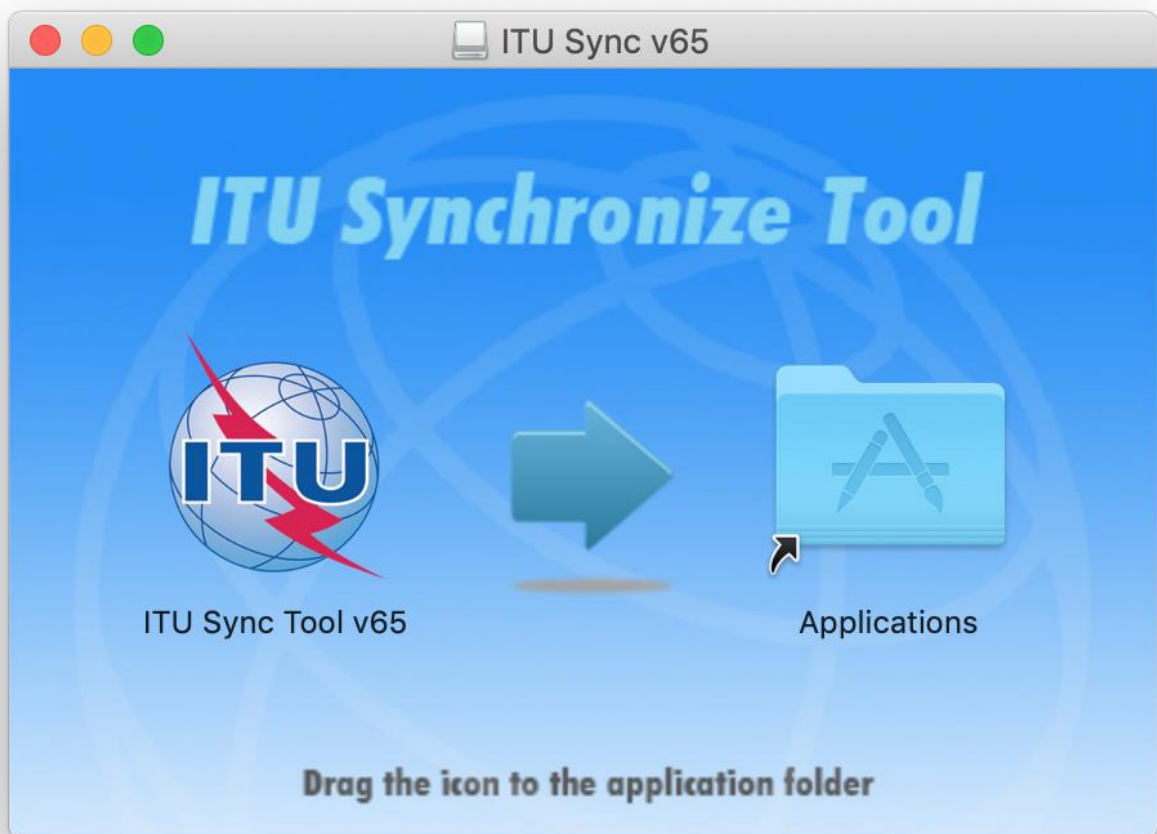 ITU Sync v65
ITU Synchronize Tool
ITU
ITU Sync Tool v65
Applications
Drag the icon to the application folder